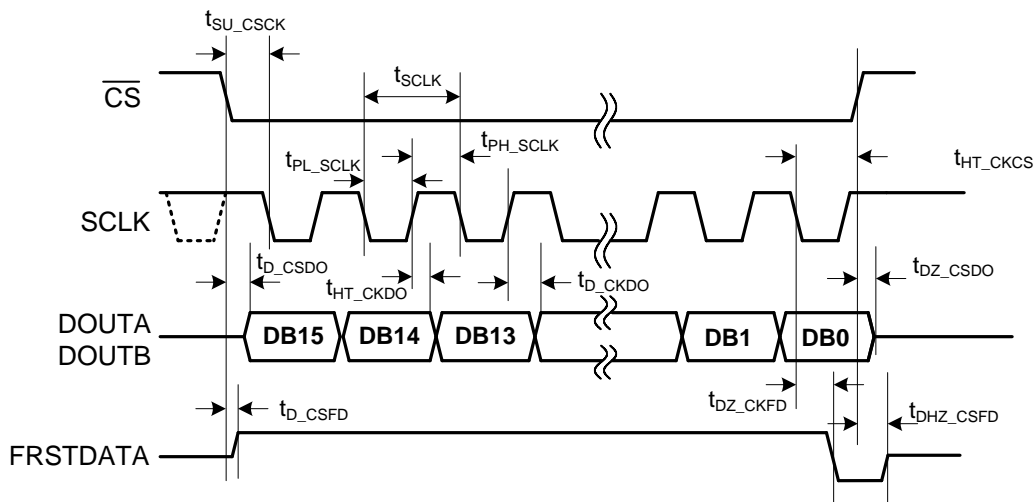 tSU_CSCK
CS
tSCLK
tPH_SCLK
tPL_SCLK
tHT_CKCS
SCLK
tD_CSDO
tHT_CKDO
tD_CKDO
tDZ_CSDO
DOUTA
DOUTB
DB15
DB14
DB13
DB1
DB0
tDZ_CKFD
tD_CSFD
tDHZ_CSFD
FRSTDATA